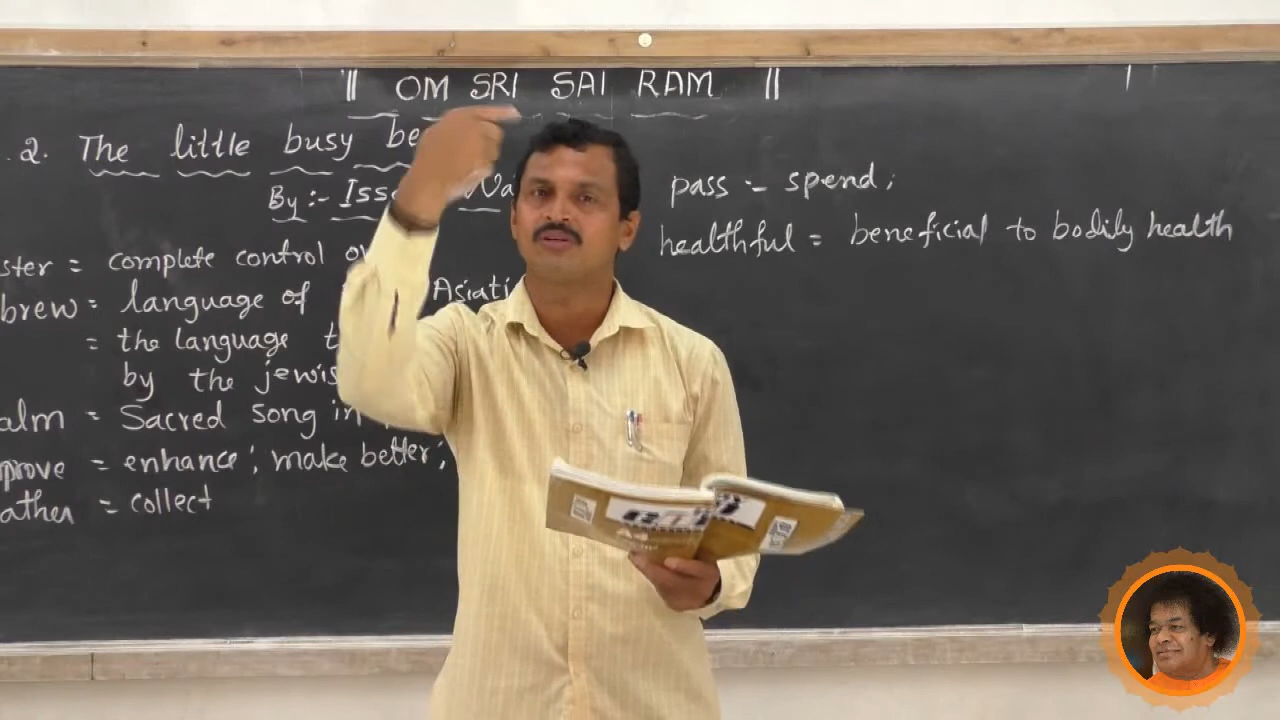 || OM SRI SAI RAM ||
. 2. The little busy be
By :- Iss Wa
ster = complete control o
brew = language of Asiati
= the language t
by the jewis
alm = Sacred song in
prove = enhance; make better;
ather = collect
pass :- spend;
healthful = beneficial to bodily health